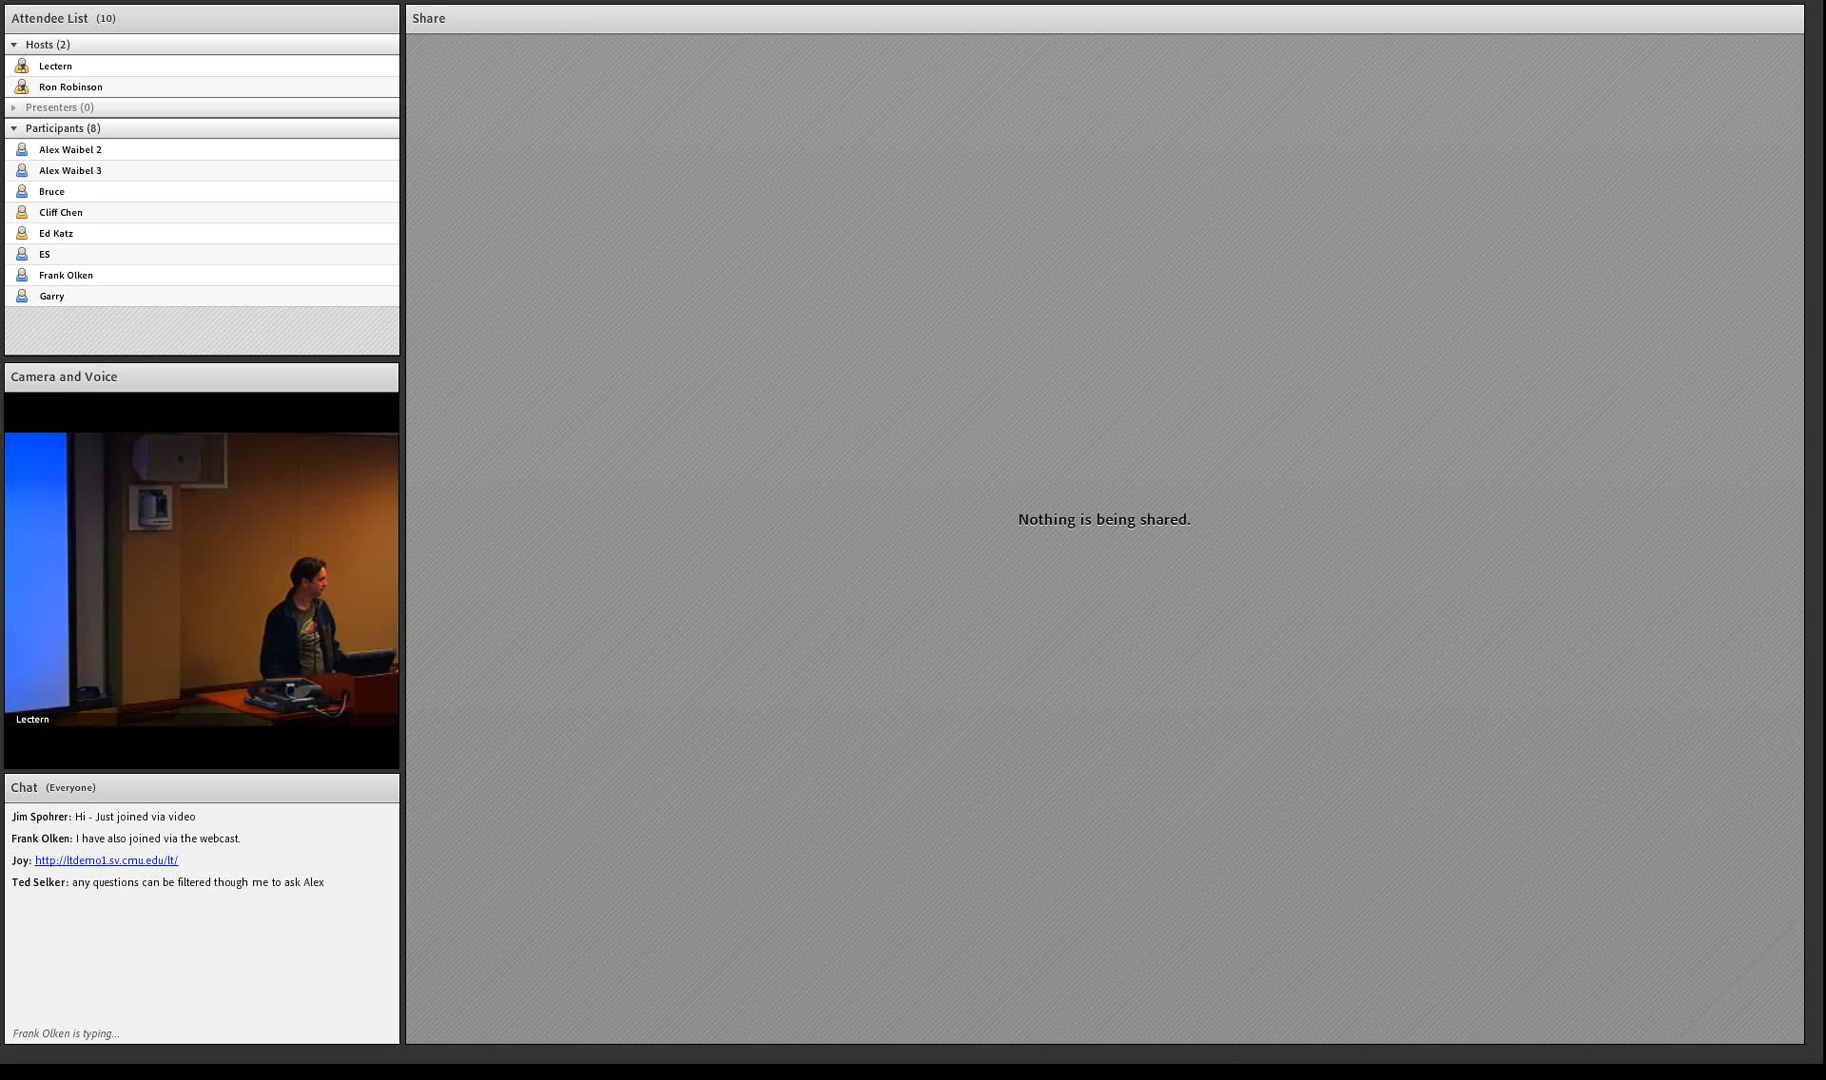 Attendee List (10)
Hosts (2)
Lectern
Ron Robinson
Presenters (0)
Participants (8)
Alex Waibel 2
Alex Waibel 3
Bruce
Cliff Chen
Ed Katz
ES
Frank Olken
Garry
Camera and Voice
Lectern
Chat (Everyone)
Jim Spohrer: Hi - Just joined via video
Frank Olken: I have also joined via the webcast.
Joy: http://ltdemo1.sv.cmu.edu/lt/
Ted Selker: any questions can be filtered though me to ask Alex
Frank Olken is typing...
Share
Nothing is being shared.